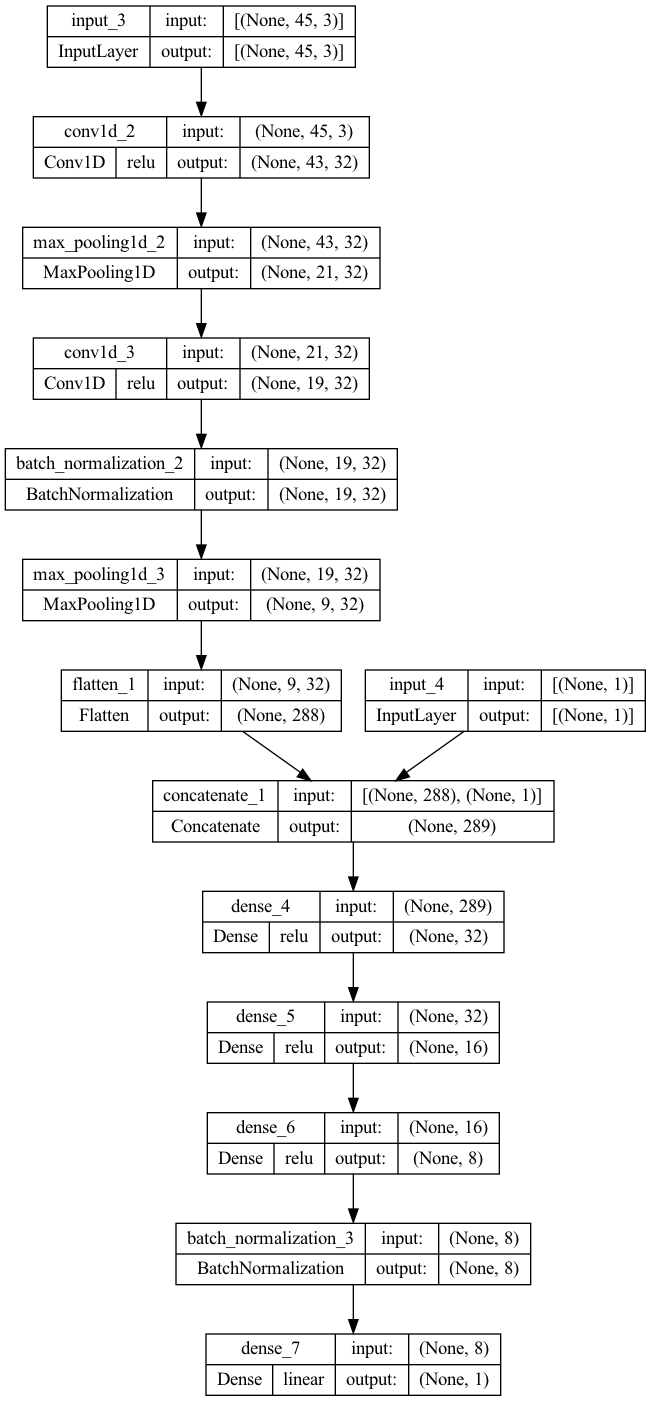 input_3 input: [(None, 45, 3)]
InputLayer output: [(None, 45, 3)]
conv1d_2 input: (None, 45, 3)
Conv1D relu output: (None, 43, 32)
max_pooling1d_2 input: (None, 43, 32)
MaxPooling1D output: (None, 21, 32)
conv1d_3 input: (None, 21, 32)
Conv1D relu output: (None, 19, 32)
batch_normalization_2 input: (None, 19, 32)
BatchNormalization output: (None, 19, 32)
max_pooling1d_3 input: (None, 19, 32)
MaxPooling1D output: (None, 9, 32)
flatten_1 input: (None, 9, 32)
Flatten output: (None, 288)
input_4 input: [(None, 1)]
InputLayer output: [(None, 1)]
concatenate_1 input: [(None, 288), (None, 1)]
Concatenate output: (None, 289)
dense_4 input: (None, 289)
Dense relu output: (None, 32)
dense_5 input: (None, 32)
Dense relu output: (None, 16)
dense_6 input: (None, 16)
Dense relu output: (None, 8)
batch_normalization_3 input: (None, 8)
BatchNormalization output: (None, 8)
dense_7 input: (None, 8)
Dense linear output: (None, 1)